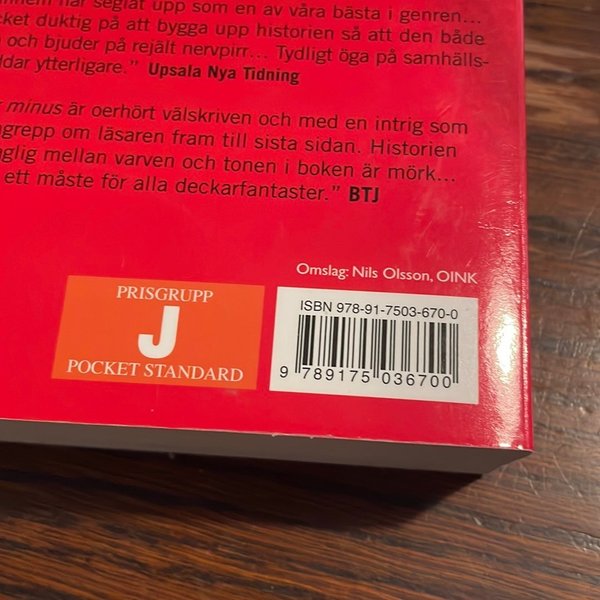 har seglat upp som en av våra bästa i genren...
duktig på att bygga upp historien så att den både
och bjuder på rejält nervpirr... Tydligt öga på samhälls-
ytterligare.” Upsala Nya Tidning
minus är oerhört välskriven och med en intrig som
grepp om läsaren fram till sista sidan. Historien
mellan varven och tonen i boken är mörk...
ett måste för alla deckarfantaster.” BTJ
Omslag: Nils Olsson, OINK
PRISGRUPP
J
POCKET STANDARD
ISBN 978-91-7503-670-0
9 789175 036700